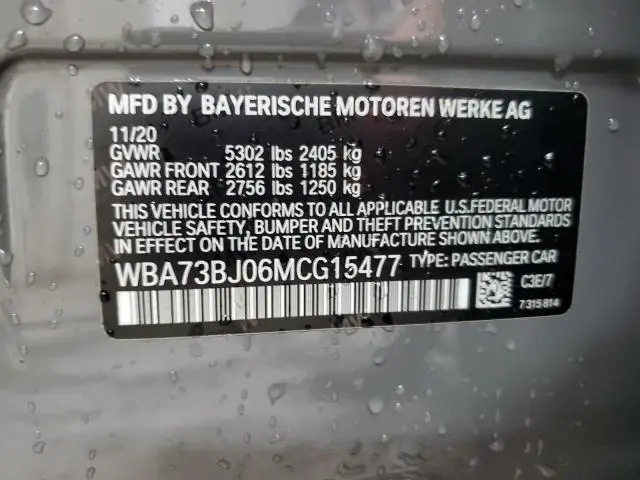 MFD BY BAYERISCHE MOTOREN WERKE AG
11/20
GVWR 5302 lbs 2405 kg
GAWR FRONT 2612 lbs 1185 kg
GAWR REAR 2756 lbs 1250 kg
THIS VEHICLE CONFORMS TO ALL APPLICABLE U.S.FEDERAL MOTOR
VEHICLE SAFETY, BUMPER AND THEFT PREVENTION STANDARDS
IN EFFECT ON THE DATE OF MANUFACTURE SHOWN ABOVE.
WBA73BJ06MCG15477 TYPE: PASSENGER CAR
C3E/7
7315814